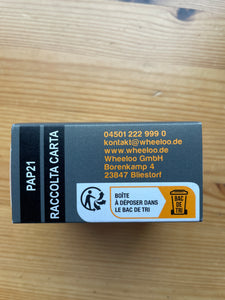 PAP21
RACCOLTA CARTA
04501 222 999 0
kontakt@wheeloo.de
www.wheeloo.de
Wheeloo GmbH
Borenkamp 4
23847 Bliestorf
BOÎTE
À DÉPOSER DANS
LE BAC DE TRI
BAC
DE
TRI